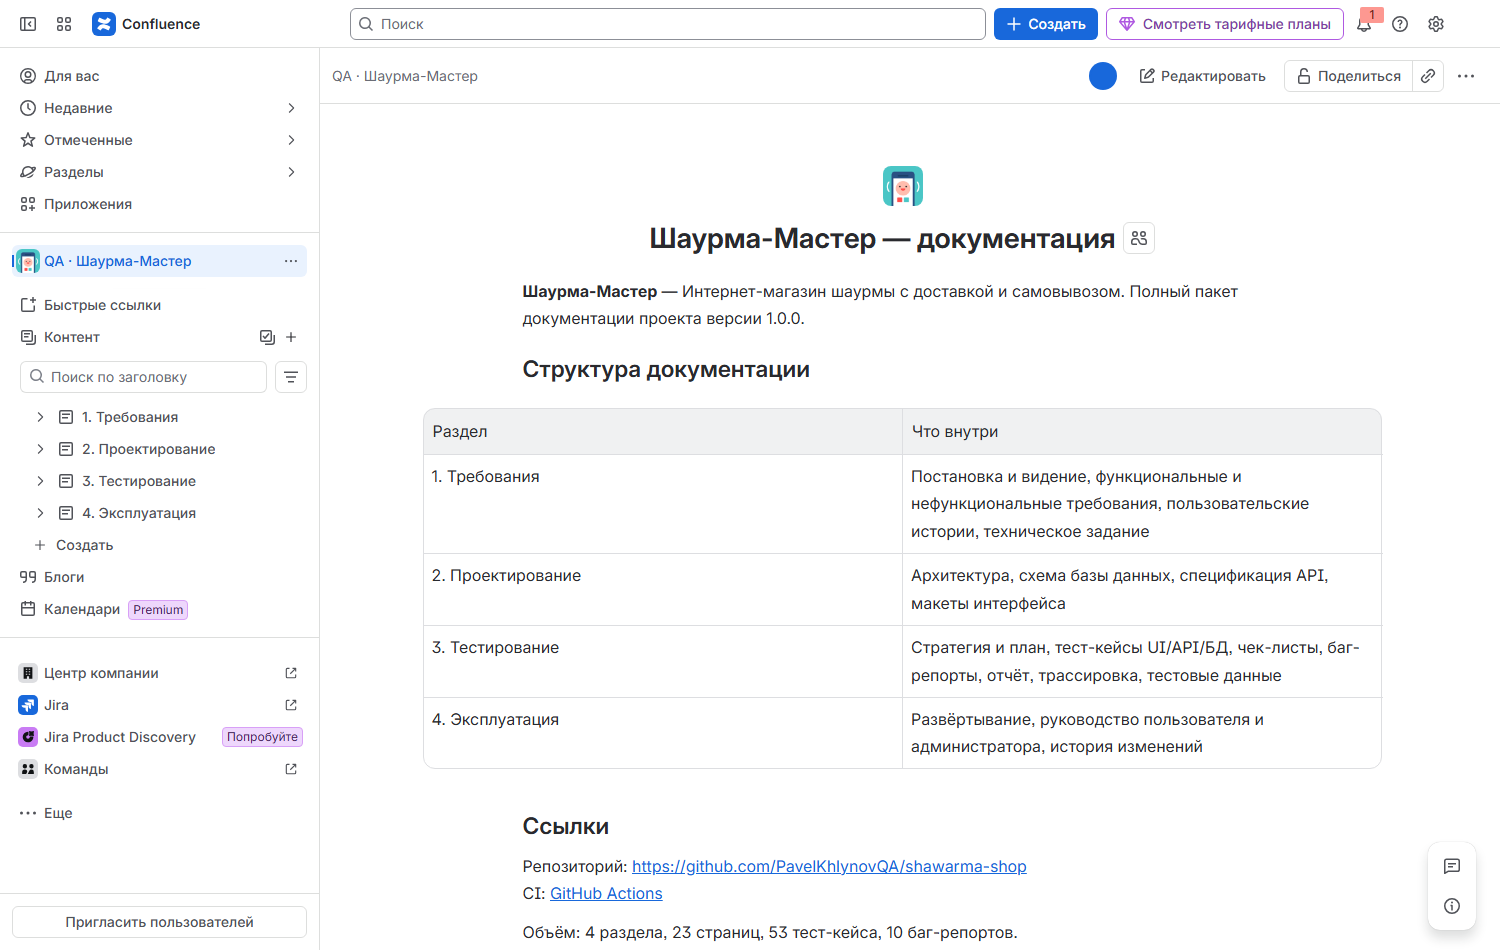 Confluence
Поиск
Создать
Смотреть тарифные планы
1
Для вас
Недавние
Отмеченные
Разделы
Приложения
QA · Шаурма-Мастер
Быстрые ссылки
Контент
Поиск по заголовку
1. Требования
2. Проектирование
3. Тестирование
4. Эксплуатация
Создать
Блоги
Календари Premium
Центр компании
Jira
Jira Product Discovery Попробуйте
Команды
Еще
Пригласить пользователей
QA · Шаурма-Мастер
Редактировать
Поделиться
Шаурма-Мастер — документация
Шаурма-Мастер — Интернет-магазин шаурмы с доставкой и самовывозом. Полный пакет
документации проекта версии 1.0.0.
Структура документации
Раздел
Что внутри
1. Требования
Постановка и видение, функциональные и
нефункциональные требования, пользовательские
истории, техническое задание
2. Проектирование
Архитектура, схема базы данных, спецификация API,
макеты интерфейса
3. Тестирование
Стратегия и план, тест-кейсы UI/API/БД, чек-листы, баг-
репорты, отчёт, трассировка, тестовые данные
4. Эксплуатация
Развёртывание, руководство пользователя и
администратора, история изменений
Ссылки
Репозиторий: https://github.com/PavelKhlynovQA/shawarma-shop
CI: GitHub Actions
Объём: 4 раздела, 23 страниц, 53 тест-кейса, 10 баг-репортов.